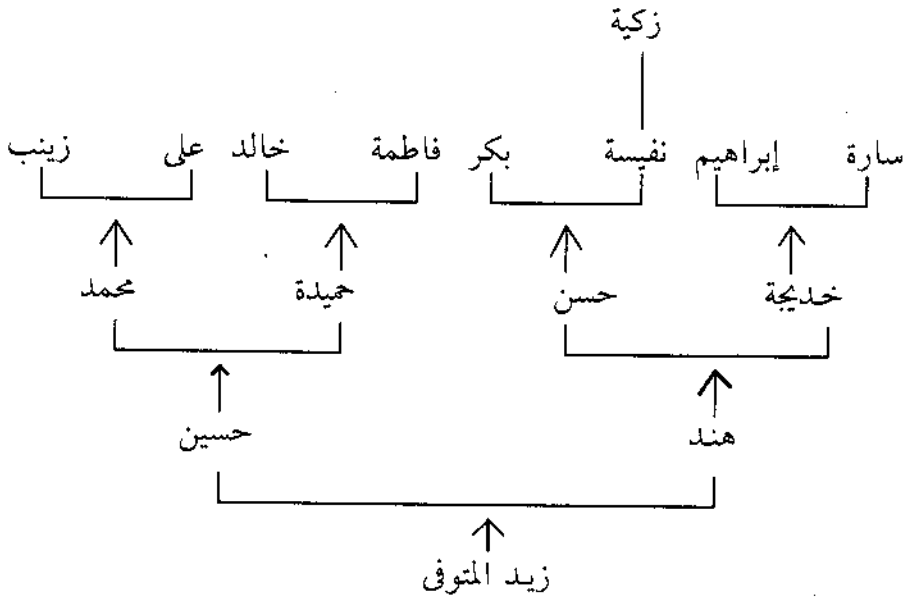 زكية
سارة إبراهيم نفيسة بكر فاطمة خالد على زينب
خديجة حسن حميدة محمد
هند حسين
زيد المتوفى